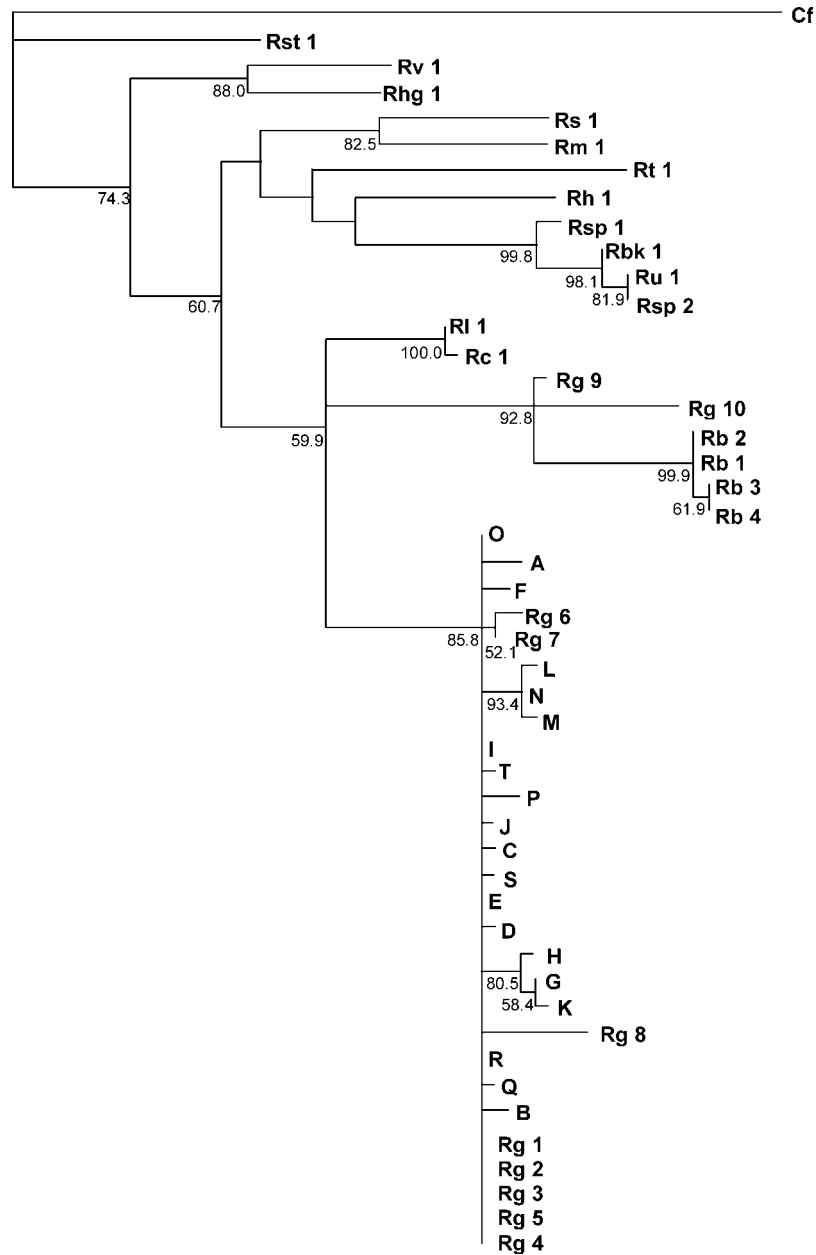 Cf
Rst 1
Rv 1
88.0
Rhg 1
Rs 1
82.5
Rm 1
Rt 1
74.3
Rh 1
Rsp 1
99.8
Rbk 1
98.1
Ru 1
81.9
Rsp 2
60.7
Rl 1
100.0
Rc 1
Rg 9
92.8
Rg 10
59.9
Rb 2
Rb 1
99.9
Rb 3
61.9
Rb 4
O
A
F
Rg 6
85.8
Rg 7
52.1
L
N
93.4
M
I
T
P
J
C
S
E
D
H
80.5
G
58.4
K
Rg 8
R
Q
B
Rg 1
Rg 2
Rg 3
Rg 5
Rg 4